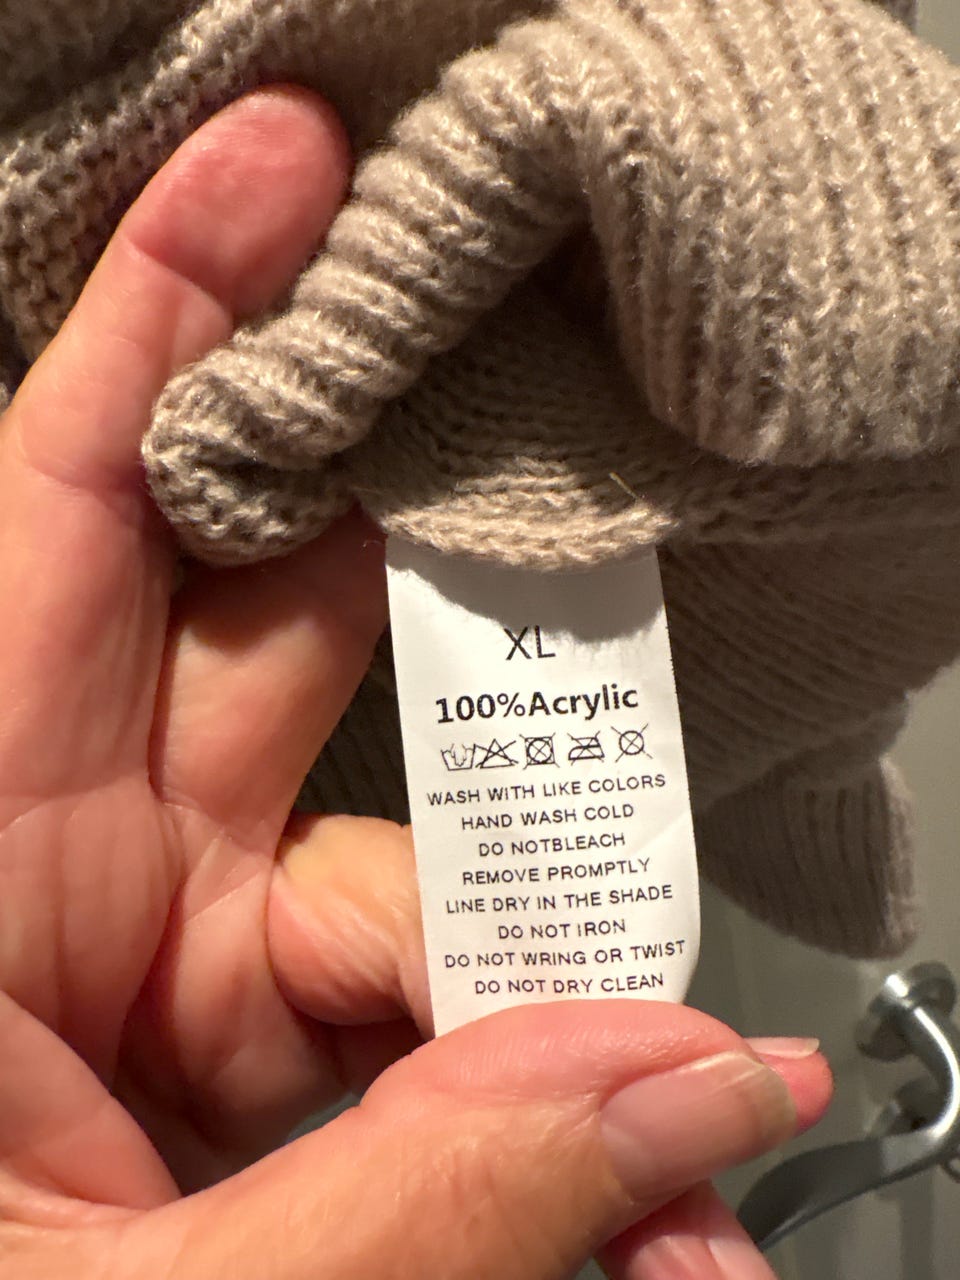 XL
100%Acrylic
WASH WITH LIKE COLORS
HAND WASH COLD
DO NOTBLEACH
REMOVE PROMPTLY
LINE DRY IN THE SHADE
DO NOT IRON
DO NOT WRING OR TWIST
DO NOT DRY CLEAN